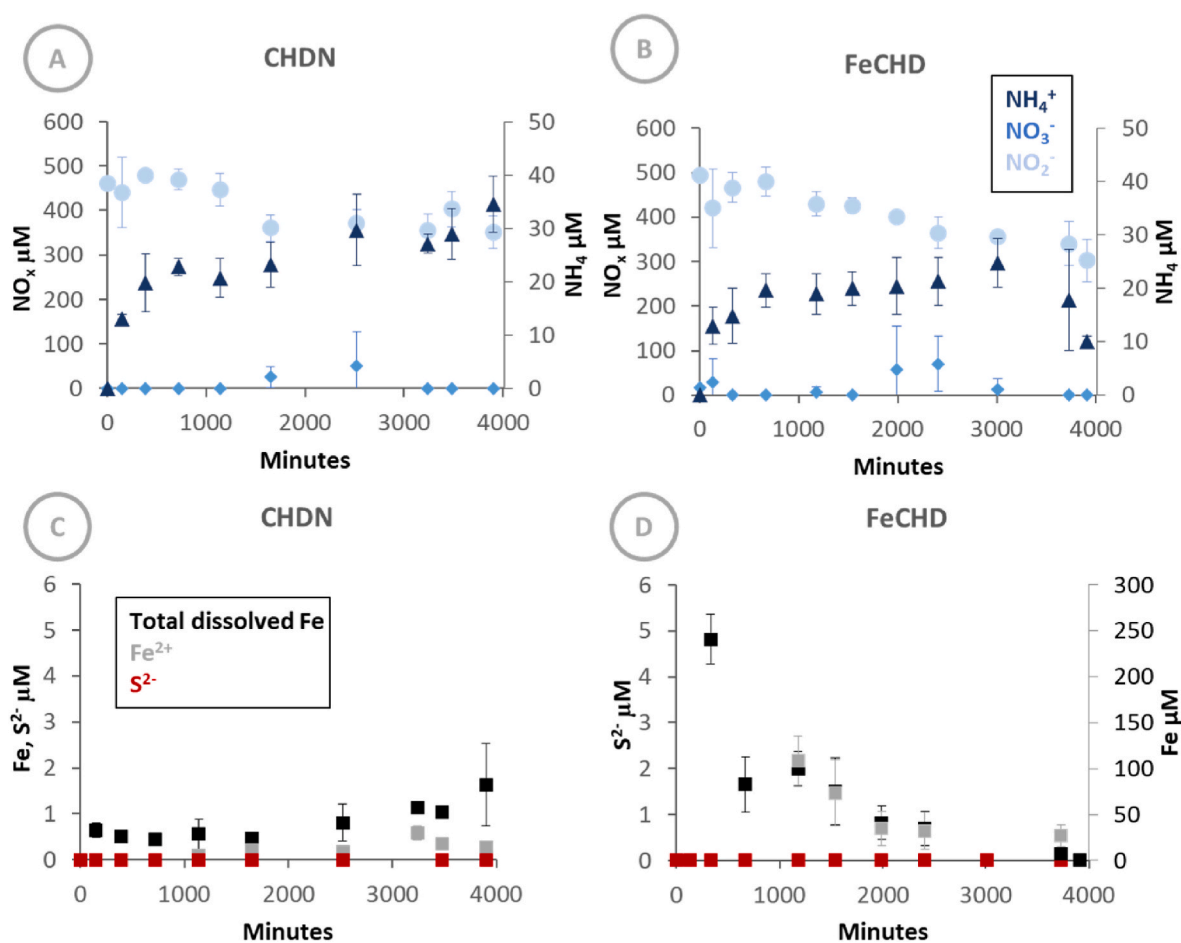 A
CHDN
B
FeCHD
NH₄⁺
NO₃⁻
NO₂⁻
600
500
400
300
200
100
0
NOₓ μM
50
40
30
20
10
0
NH₄ μM
0 1000 2000 3000 4000
Minutes
600
500
400
300
200
100
0
NOₓ μM
50
40
30
20
10
0
NH₄ μM
0 1000 2000 3000 4000
Minutes
C
CHDN
D
FeCHD
6
5
4
3
2
1
0
Fe, S²⁻ μM
Total dissolved Fe
Fe²⁺
S²⁻
0 1000 2000 3000 4000
Minutes
6
5
4
3
2
1
0
S²⁻ μM
300
250
200
150
100
50
0
Fe μM
0 1000 2000 3000 4000
Minutes